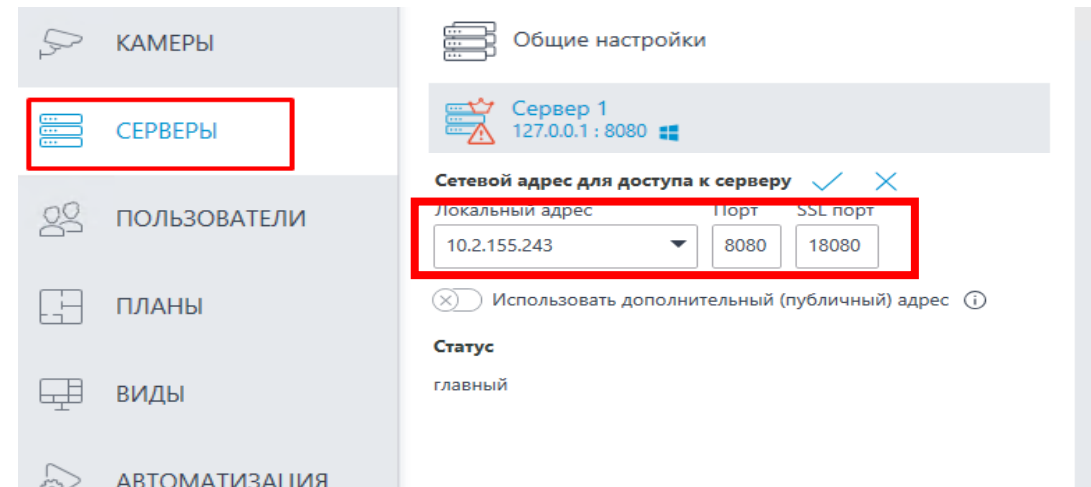 КАМЕРЫ
СЕРВЕРЫ
ПОЛЬЗОВАТЕЛИ
ПЛАНЫ
ВИДЫ
АВТОМАТИЗАЦИЯ
Общие настройки
Сервер 1
127.0.0.1 : 8080
Сетевой адрес для доступа к серверу
Локальный адрес Порт SSL порт
10.2.155.243 8080 18080
Использовать дополнительный (публичный) адрес
Статус
главный